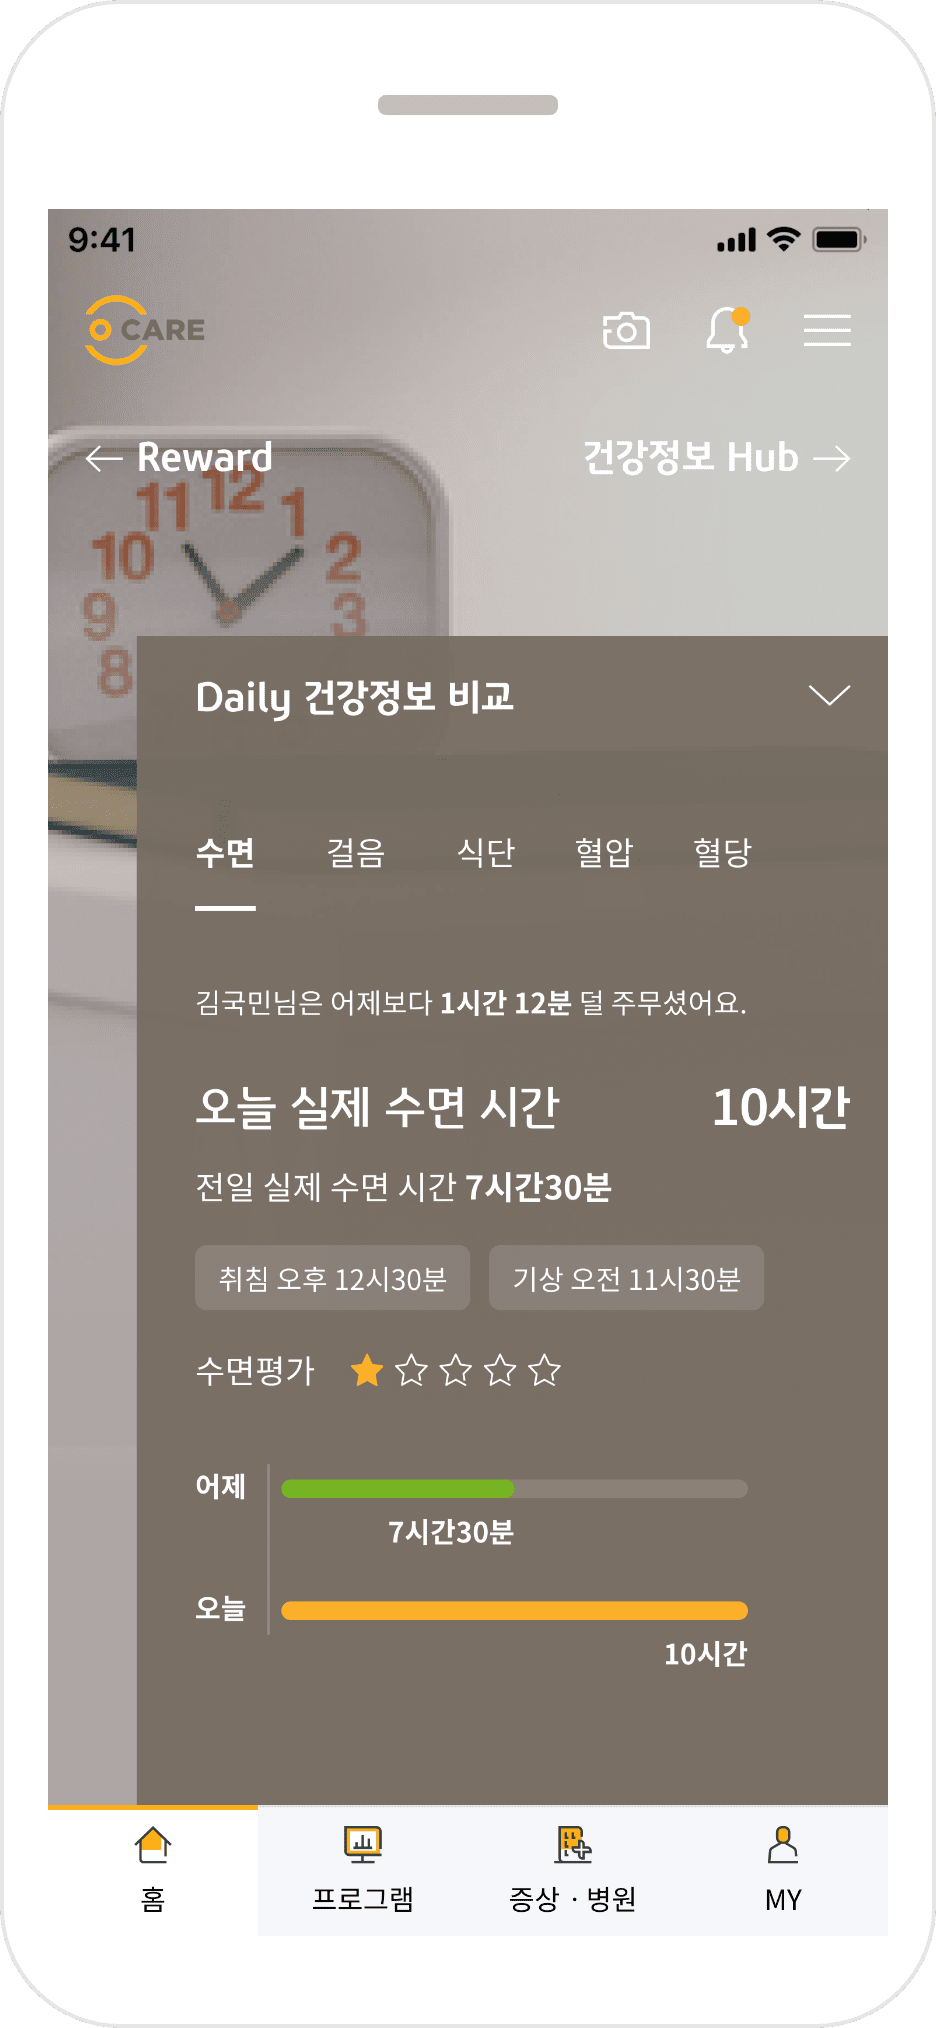 9:41
CARE
Reward
건강정보 Hub
11 12 1
10 2
9 3
8
Daily 건강정보 비교
수면 걸음 식단 혈압 혈당
김국민님은 어제보다 1시간 12분 덜 주무셨어요.
오늘 실제 수면 시간 10시간
전일 실제 수면 시간 7시간30분
취침 오후 12시30분 기상 오전 11시30분
수면평가
어제
7시간30분
오늘
10시간
홈 프로그램 증상 · 병원 MY